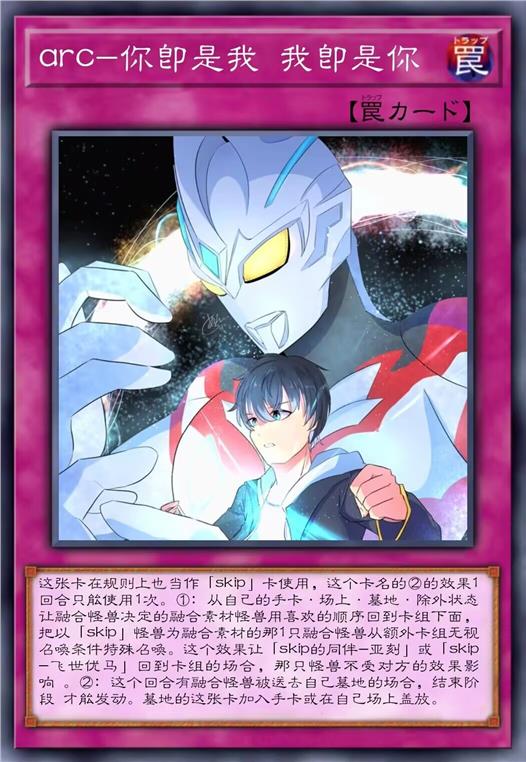 arc-你即是我 我即是你
トラップ
罠
トラップ
【罠カード】
这张卡在规则上也当作「skip」卡使用，这个卡名的②的效果1
回合只能使用1次。①：从自己的手卡·场上·墓地·除外状态
让融合怪兽决定的融合素材怪兽用喜欢的顺序回到卡组下面，
把以「skip」怪兽为融合素材的那1只融合怪兽从额外卡组无视
召唤条件特殊召唤。这个效果让「skip的同伴-亚刻」或「skip
-飞世优马」回到卡组的场合，那只怪兽不受对方的效果影
响 。②：这个回合有融合怪兽被送去自己墓地的场合，结束阶
段 才能发动。墓地的这张卡加入手卡或在自己场上盖放。